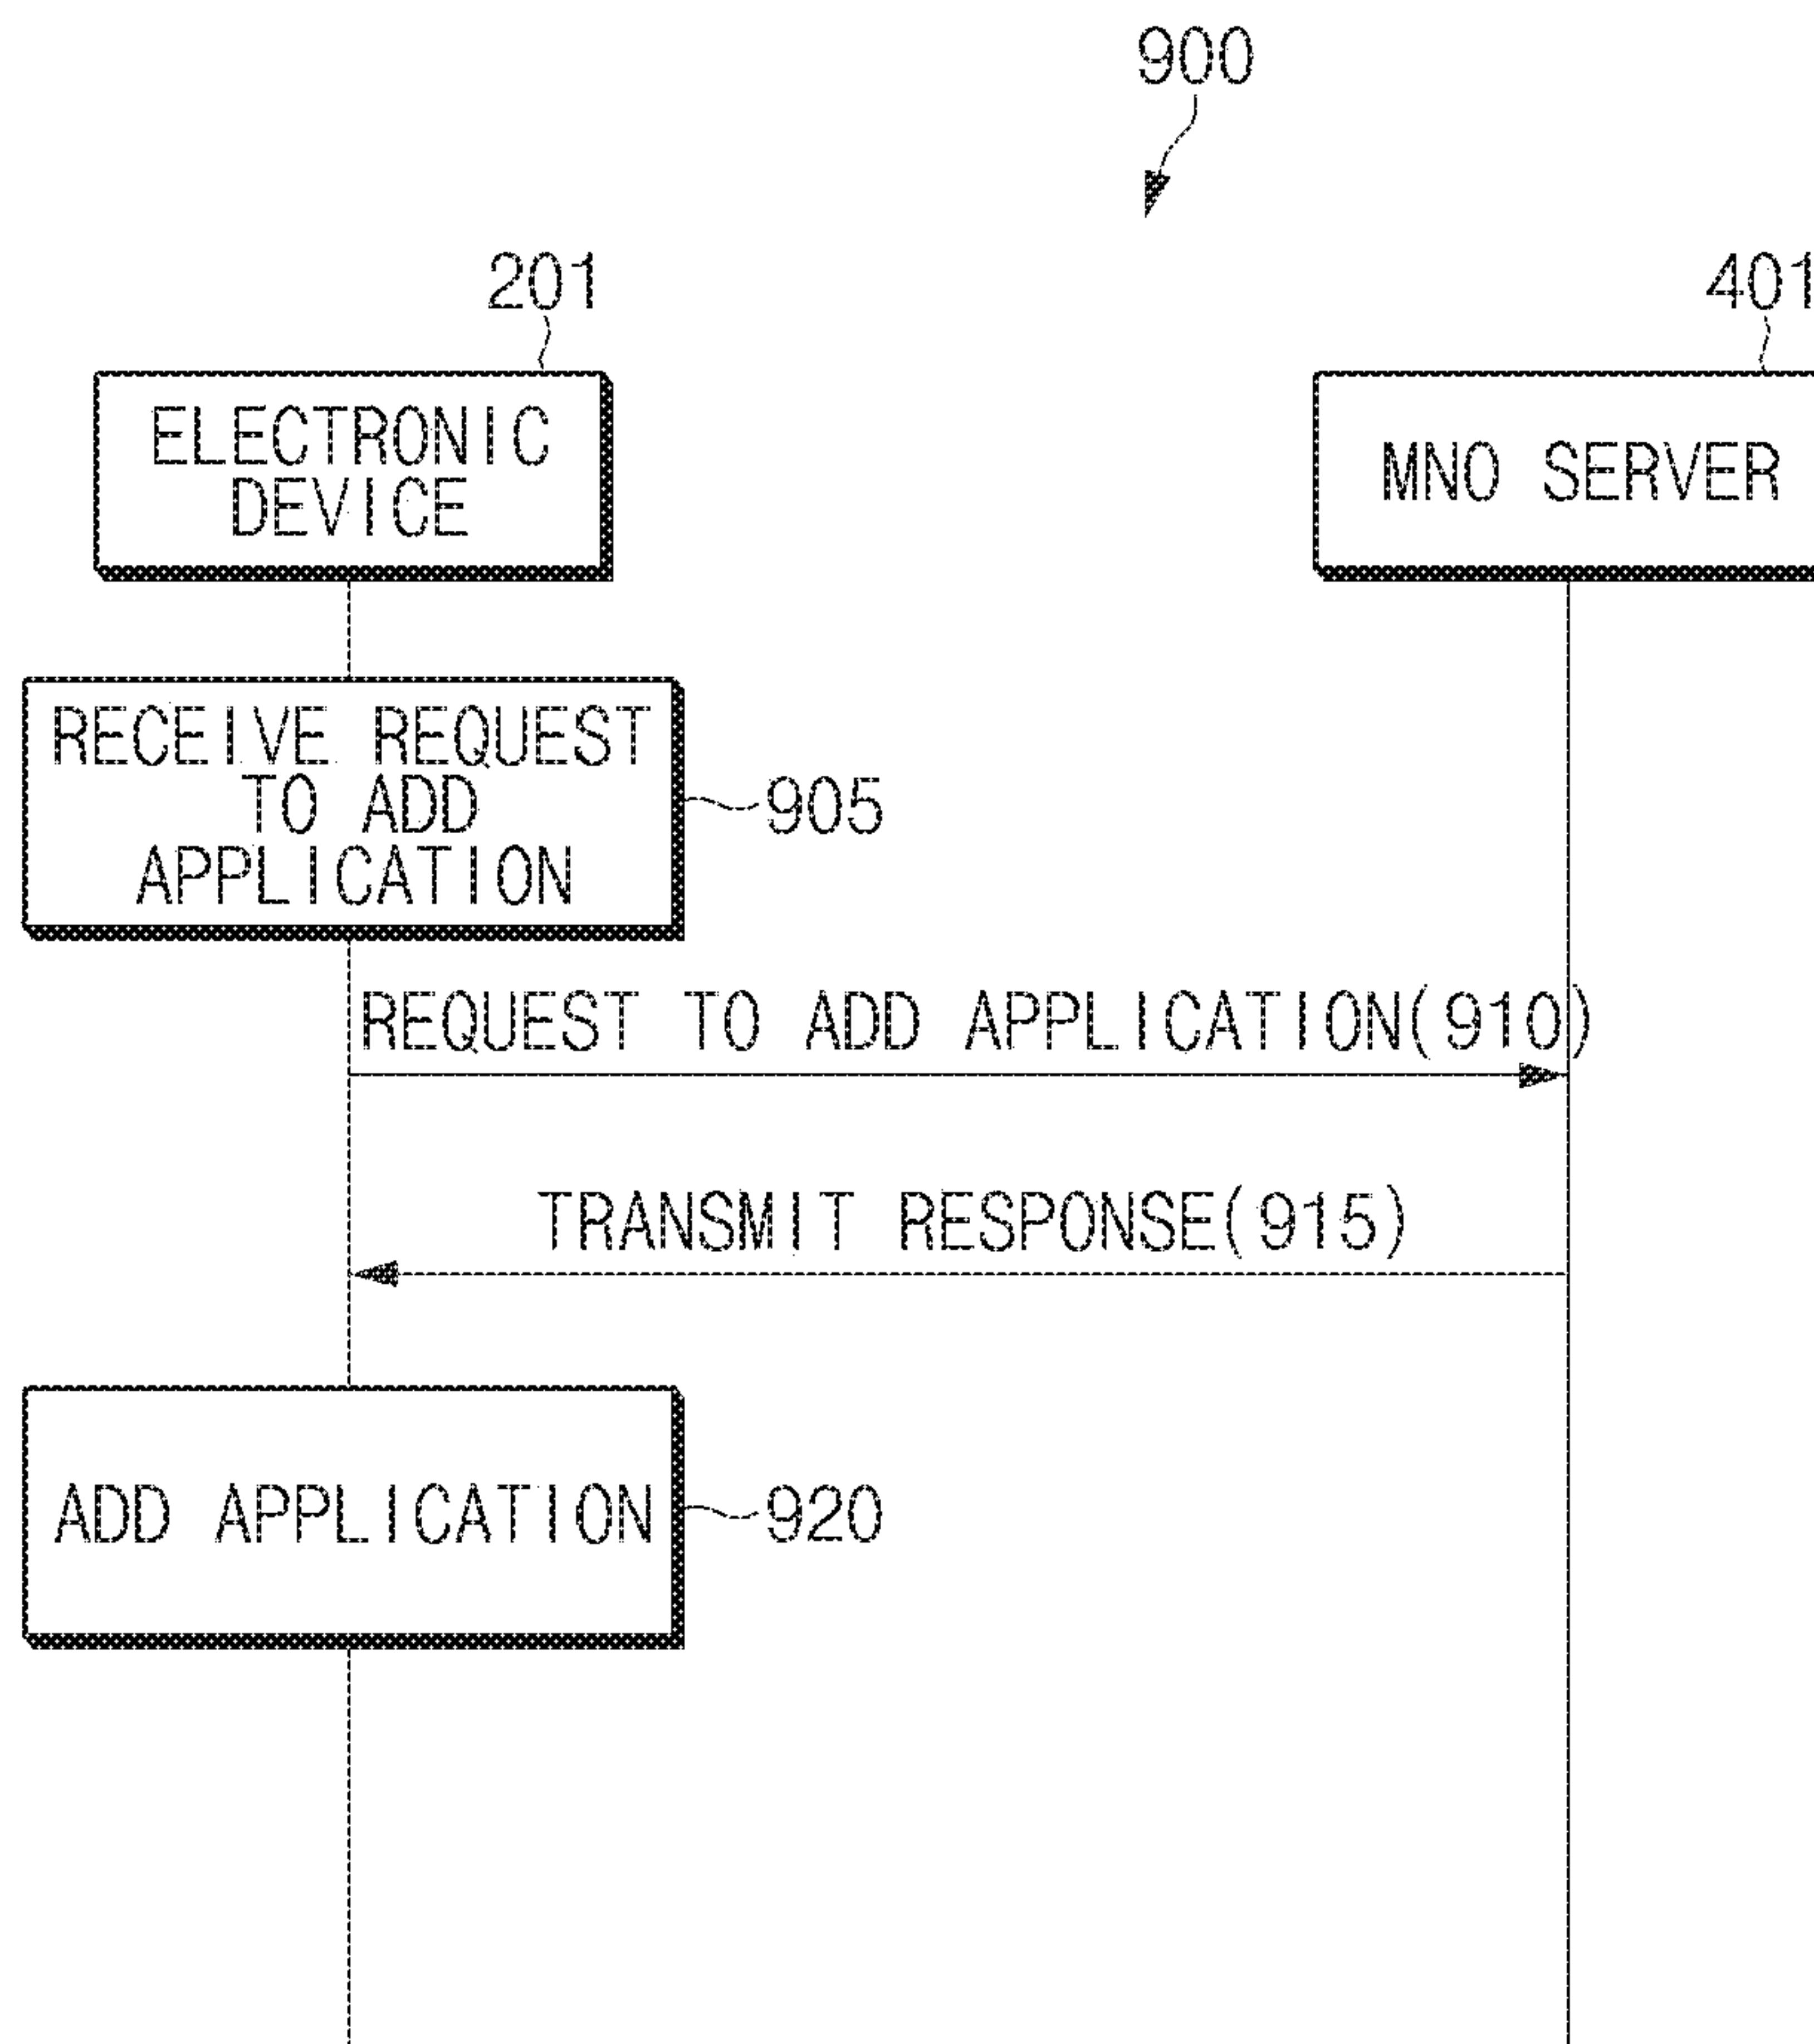 900
201
401
ELECTRONIC
DEVICE
MNO SERVER
RECEIVE REQUEST
TO ADD
APPLICATION
905
REQUEST TO ADD APPLICATION(910)
TRANSMIT RESPONSE(915)
ADD APPLICATION
920